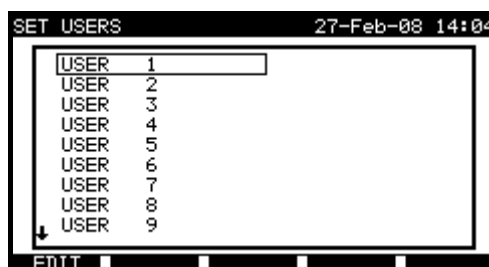 SET USERS 27-Feb-08 14:04
USER 1
USER 2
USER 3
USER 4
USER 5
USER 6
USER 7
USER 8
USER 9
EDIT